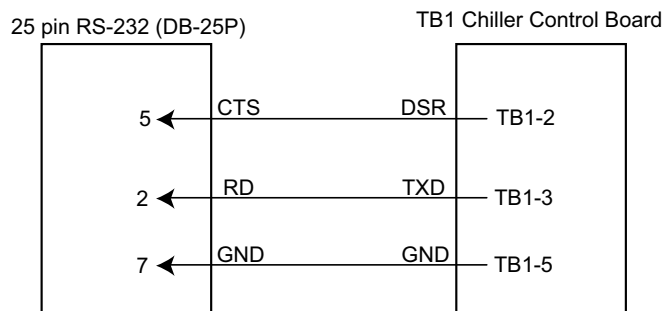 25 pin RS-232 (DB-25P)
TB1 Chiller Control Board
5 CTS DSR TB1-2
2 RD TXD TB1-3
7 GND GND TB1-5